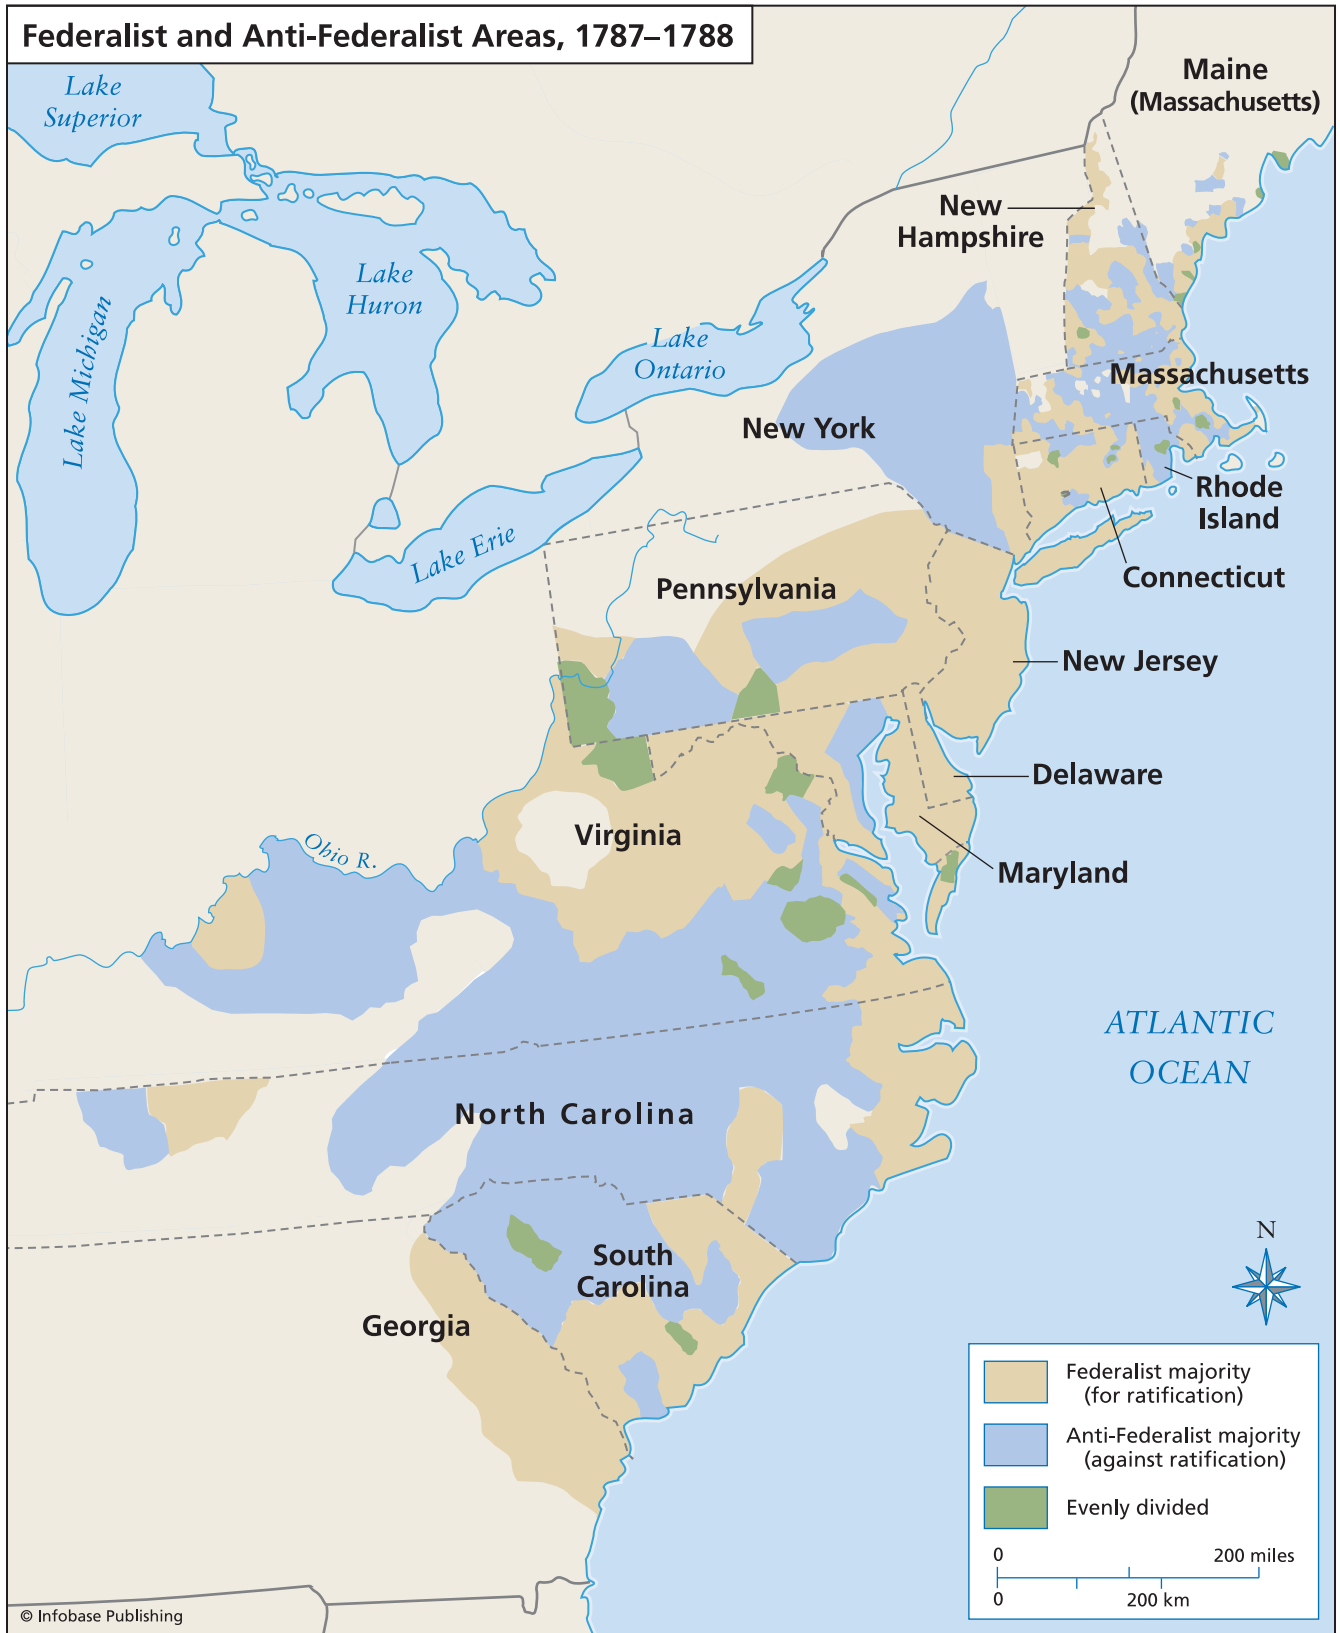 Federalist and Anti-Federalist Areas, 1787–1788
Lake
Superior
Maine
(Massachusetts)
New
Hampshire
Lake
Huron
Lake Michigan
Lake
Ontario
Massachusetts
New York
Rhode
Island
Lake Erie
Connecticut
Pennsylvania
New Jersey
Delaware
Virginia
Ohio R.
Maryland
ATLANTIC
OCEAN
North Carolina
N
South
Carolina
Georgia
Federalist majority
(for ratification)
Anti-Federalist majority
(against ratification)
Evenly divided
0 200 miles
0 200 km
© Infobase Publishing